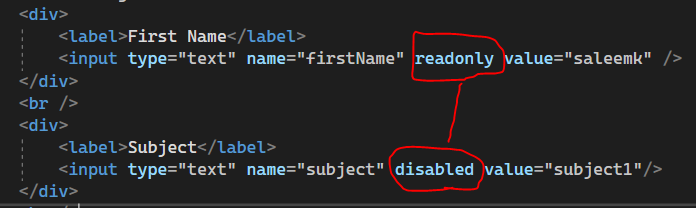 <div>
<label>First Name</label>
<input type="text" name="firstName" readonly value="saleemk" />
</div>
<br />
<div>
<label>Subject</label>
<input type="text" name="subject" disabled value="subject1"/>
</div>